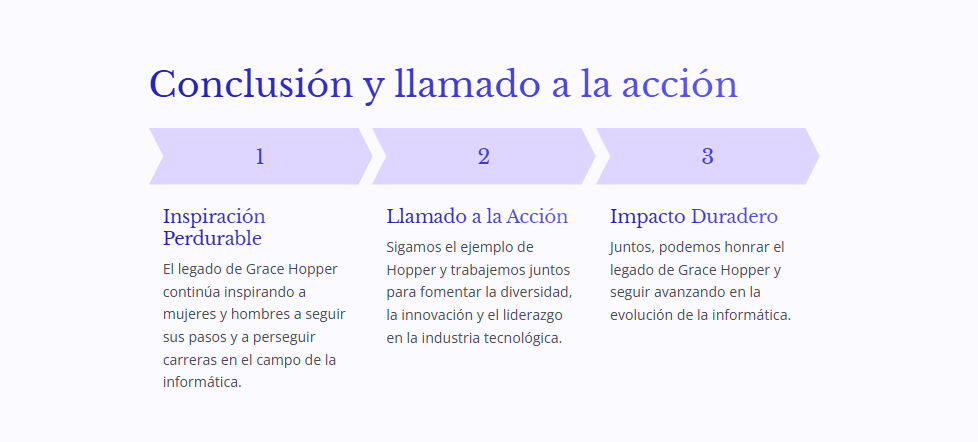 Conclusión y llamado a la acción
1
2
3
Inspiración
Perdurable
El legado de Grace Hopper
continúa inspirando a
mujeres y hombres a seguir
sus pasos y a perseguir
carreras en el campo de la
informática.
Llamado a la Acción
Sigamos el ejemplo de
Hopper y trabajemos juntos
para fomentar la diversidad,
la innovación y el liderazgo
en la industria tecnológica.
Impacto Duradero
Juntos, podemos honrar el
legado de Grace Hopper y
seguir avanzando en la
evolución de la informática.